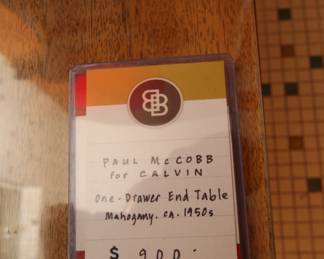 PAUL McCOBB
for CALVIN
One-Drawer End Table
Mahogany. ca. 1950s
$ 900.-